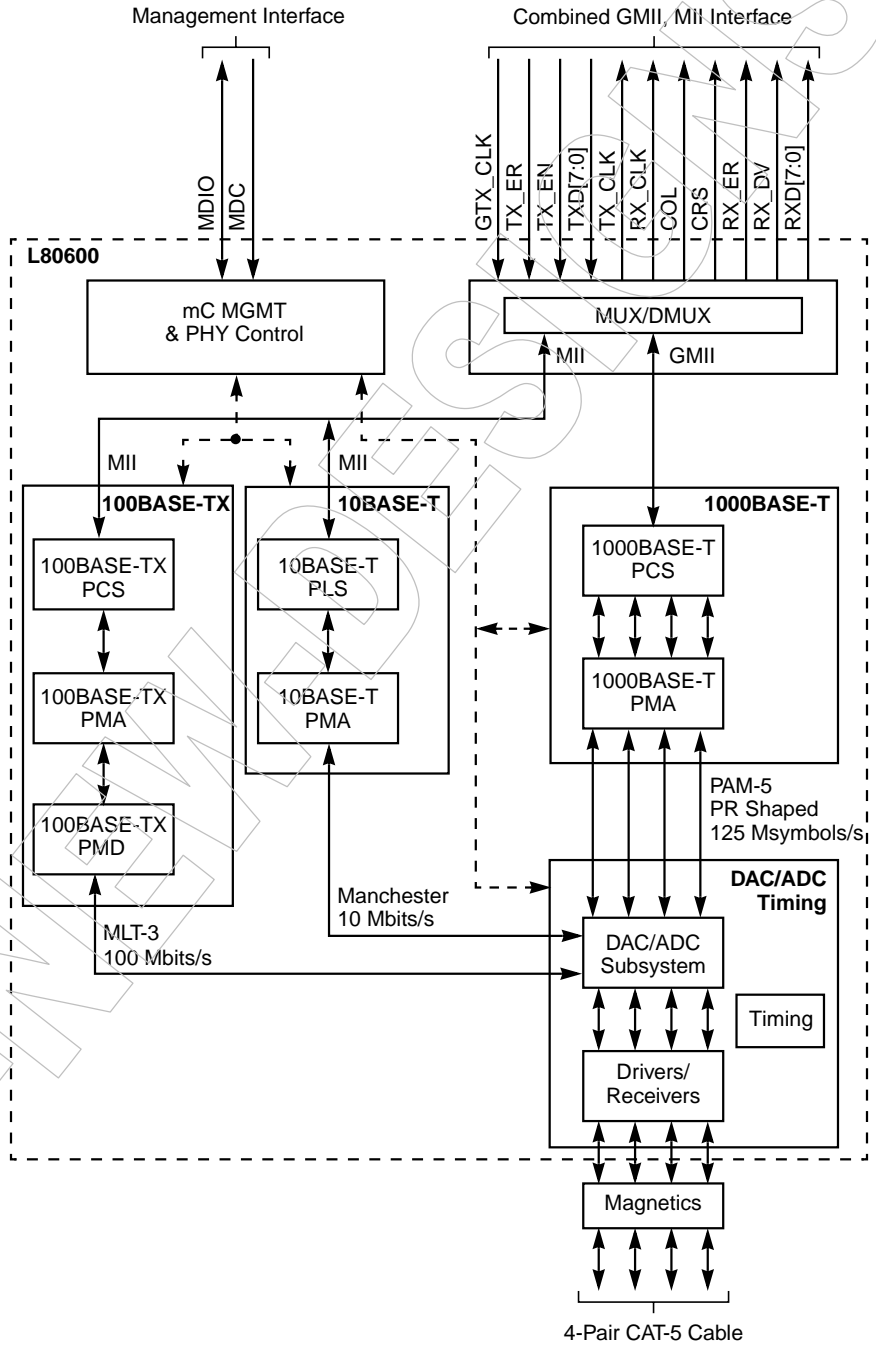 Management Interface
Combined GMII, MII Interface
MDIO
MDC
GTX_CLK
TX_ER
TX_EN
TXD[7:0]
TX_CLK
RX_CLK
COL
CRS
RX_ER
RX_DV
RXD[7:0]
L80600
mC MGMT
& PHY Control
MUX/DMUX
MII
GMII
MII
MII
100BASE-TX
10BASE-T
1000BASE-T
100BASE-TX
PCS
10BASE-T
PLS
1000BASE-T
PCS
100BASE-TX
PMA
10BASE-T
PMA
1000BASE-T
PMA
100BASE-TX
PMD
PAM-5
PR Shaped
125 Msymbols/s
Manchester
10 Mbits/s
MLT-3
100 Mbits/s
DAC/ADC
Timing
DAC/ADC
Subsystem
Timing
Drivers/
Receivers
Magnetics
4-Pair CAT-5 Cable
NEW DESIGNS